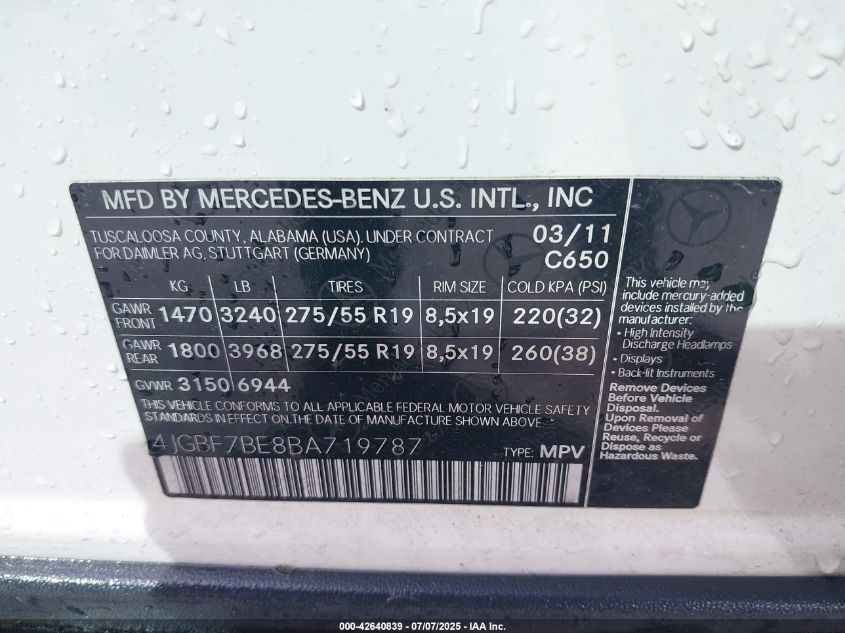 MFD BY MERCEDES-BENZ U.S. INTL., INC
TUSCALOOSA COUNTY, ALABAMA (USA). UNDER CONTRACT 03/11
FOR DAIMLER AG, STUTTGART (GERMANY) C650
KG LB TIRES RIM SIZE COLD KPA (PSI)
GAWR
FRONT 1470 3240 275/55 R19 8,5x19 220(32)
GAWR
REAR 1800 3968 275/55 R19 8,5x19 260(38)
GVWR 3150 6944
THIS VEHICLE CONFORMS TO ALL APPLICABLE FEDERAL MOTOR VEHICLE SAFETY
STANDARDS IN EFFECT ON THE DATE OF MANUFACTURE SHOWN ABOVE
4JGBF7BE8BA719787 TYPE: MPV
This vehicle may
include mercury-added
devices installed by the
manufacturer:
• High Intensity
Discharge Headlamps
• Displays
• Back-lit Instruments
Remove Devices
Before Vehicle
Disposal.
Upon Removal of
Devices Please
Reuse, Recycle or
Dispose as
Hazardous Waste.
000-42640839 - 07/07/2025 - IAA Inc.